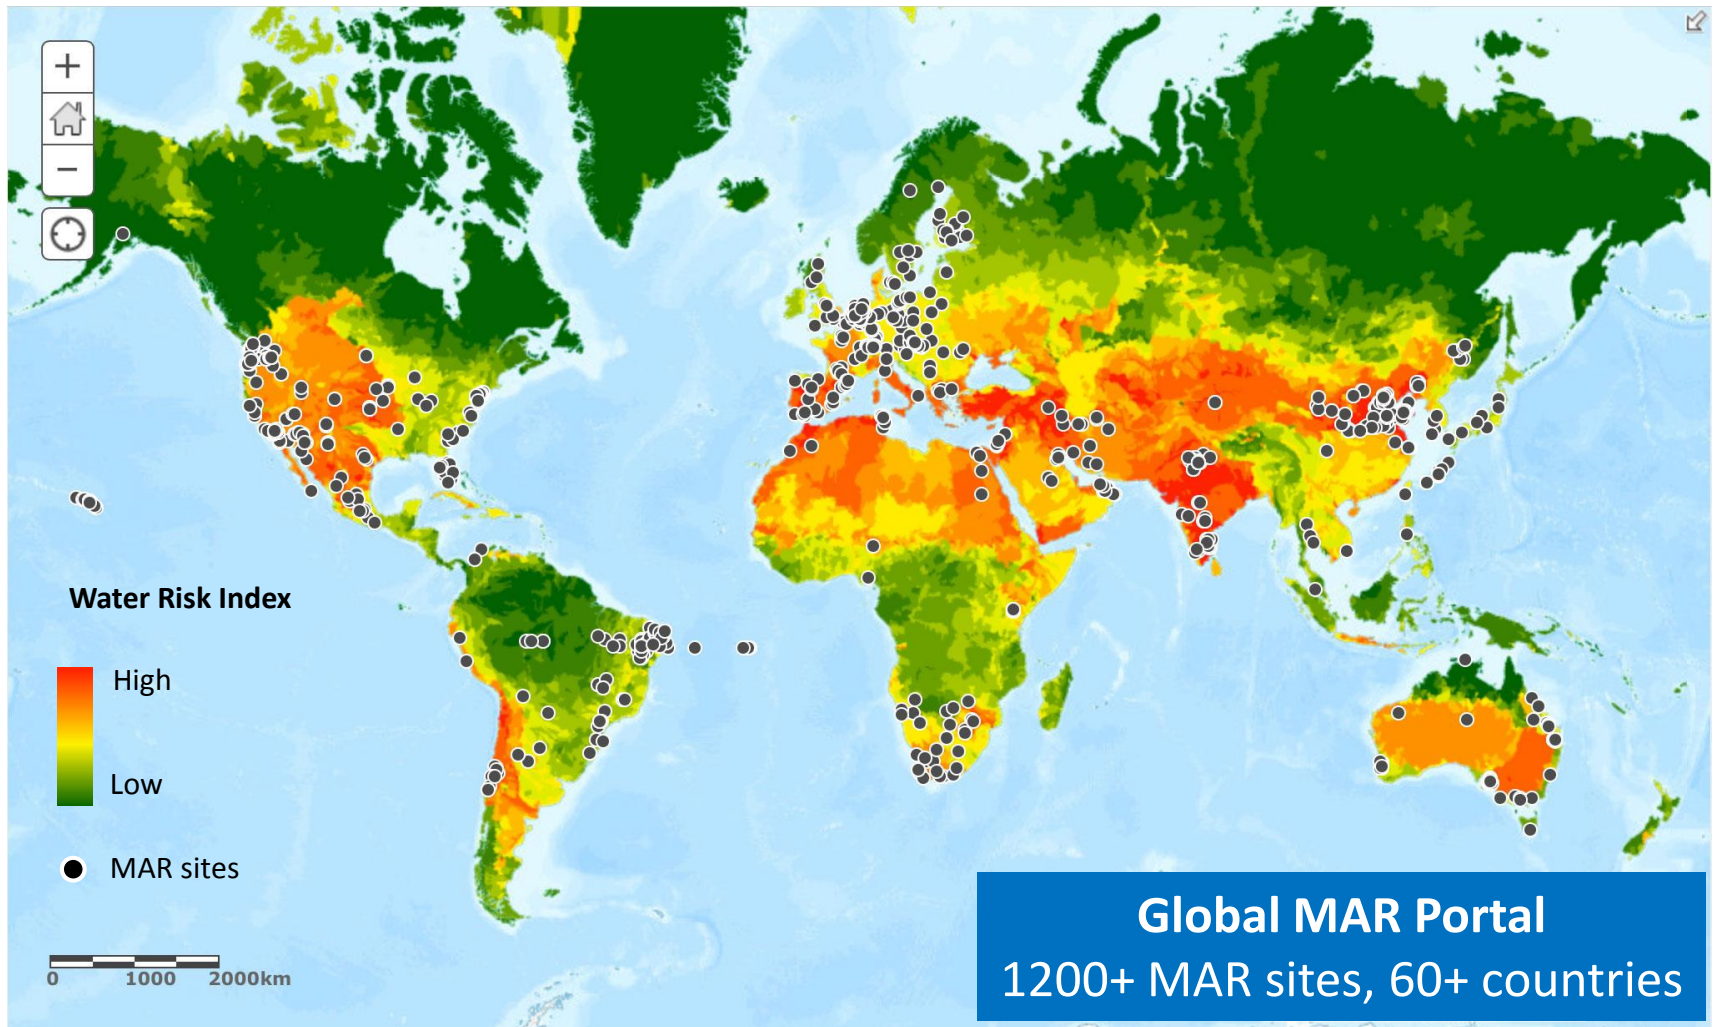 +
−
Water Risk Index
High
Low
MAR sites
0 1000 2000km
Global MAR Portal
1200+ MAR sites, 60+ countries